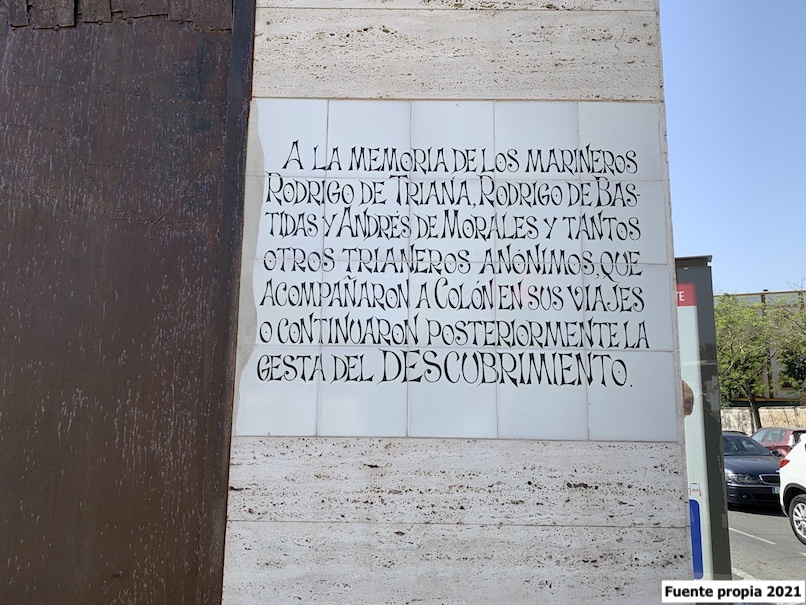 A LA MEMORIA DE LOS MARINEROS
RODRIGO DE TRIANA, RODRIGO DE BAS-
TIDAS Y ANDRÉS DE MORALES Y TANTOS
OTROS TRIANEROS ANÓNIMOS, QUE
ACOMPAÑARON A COLÓN EN SUS VIAJES
O CONTINUARON POSTERIORMENTE LA
GESTA DEL DESCUBRIMIENTO.
TE
Fuente propia 2021